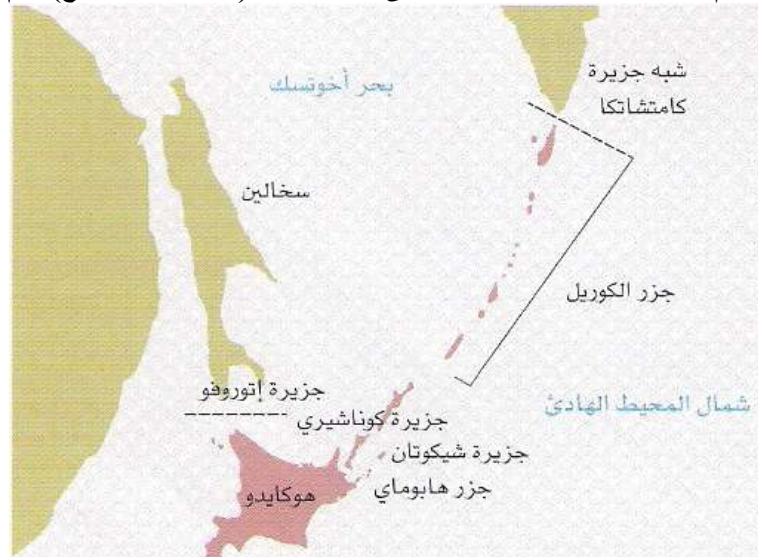 شبه جزيرة
كامتشاتكا
بحر أخوتسك
سخالين
جزر الكوريل
جزيرة إتوروفو
شمال المحيط الهادئ
جزيرة كوناشيري
جزيرة شيكوتان
هوكايدو
جزر هابوماي